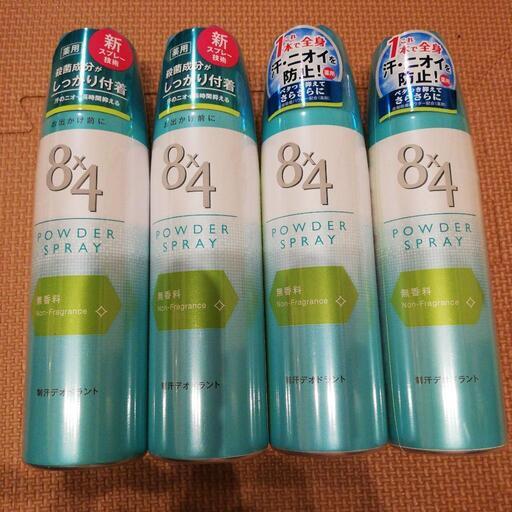 薬用
新
スプレー
技術
殺菌成分が
しっかり付着
汗のニオイ長時間抑える
お出かけ前に
8x4
POWDER
SPRAY
無香料
Non-Fragrance
制汗デオドラント
薬用
新
スプレー
技術
殺菌成分が
しっかり付着
汗のニオイ長時間抑える
お出かけ前に
8x4
POWDER
SPRAY
無香料
Non-Fragrance
制汗デオドラント
これ
1本で全身
汗・ニオイを
防止!
薬用
ベタつき抑えて
さらさらに
8x4
POWDER
SPRAY
無香料
Non-Fragrance
制汗デオドラント
これ
1本で全身
汗・ニオイを
防止!
薬用
ベタつき抑えて
さらさらに
8x4
POWDER
SPRAY
無香料
Non-Fragrance
制汗デオドラント